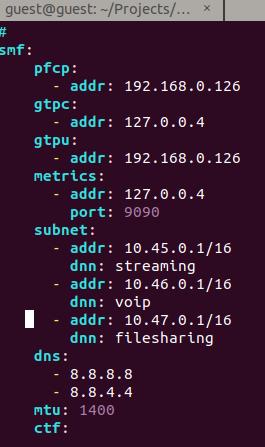 guest@guest: ~/Projects/... ×
#
smf:
    pfcp:
      - addr: 192.168.0.126
    gtpc:
      - addr: 127.0.0.4
    gtpu:
      - addr: 192.168.0.126
    metrics:
      - addr: 127.0.0.4
        port: 9090
    subnet:
      - addr: 10.45.0.1/16
        dnn: streaming
      - addr: 10.46.0.1/16
        dnn: voip
      - addr: 10.47.0.1/16
        dnn: filesharing
    dns:
      - 8.8.8.8
      - 8.8.4.4
    mtu: 1400
    ctf: